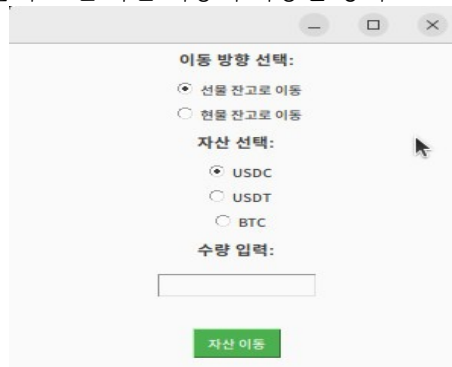 이동 방향 선택:
선물 잔고로 이동
현물 잔고로 이동
자산 선택:
USDC
USDT
BTC
수량 입력:
자산 이동